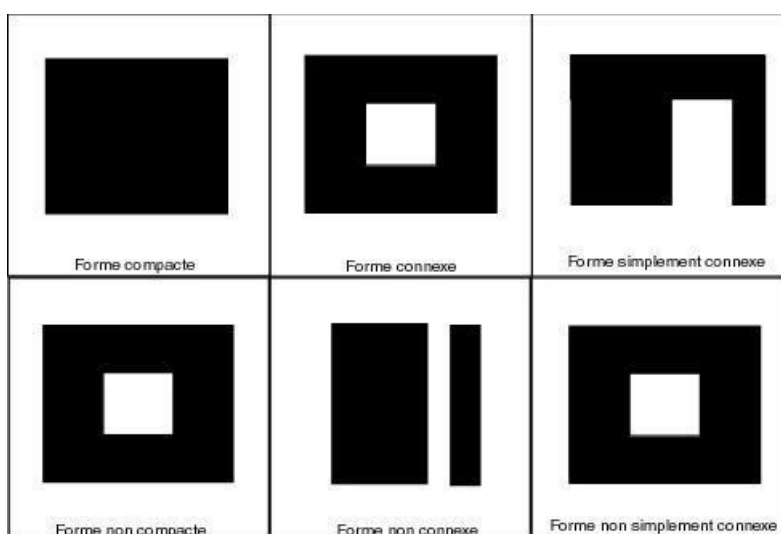 Forme compacte
Forme connexe
Forme simplement connexe
Forme non compacte
Forme non connexe
Forme non simplement connexe